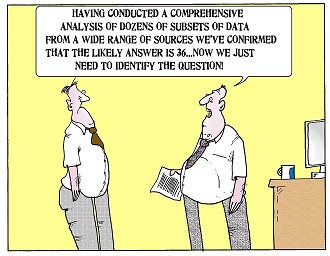 HAVING CONDUCTED A COMPREHENSIVE
ANALYSIS OF DOZENS OF SUBSETS OF DATA
FROM A WIDE RANGE OF SOURCES WE'VE CONFIRMED
THAT THE LIKELY ANSWER IS 36...NOW WE JUST
NEED TO IDENTIFY THE QUESTION!